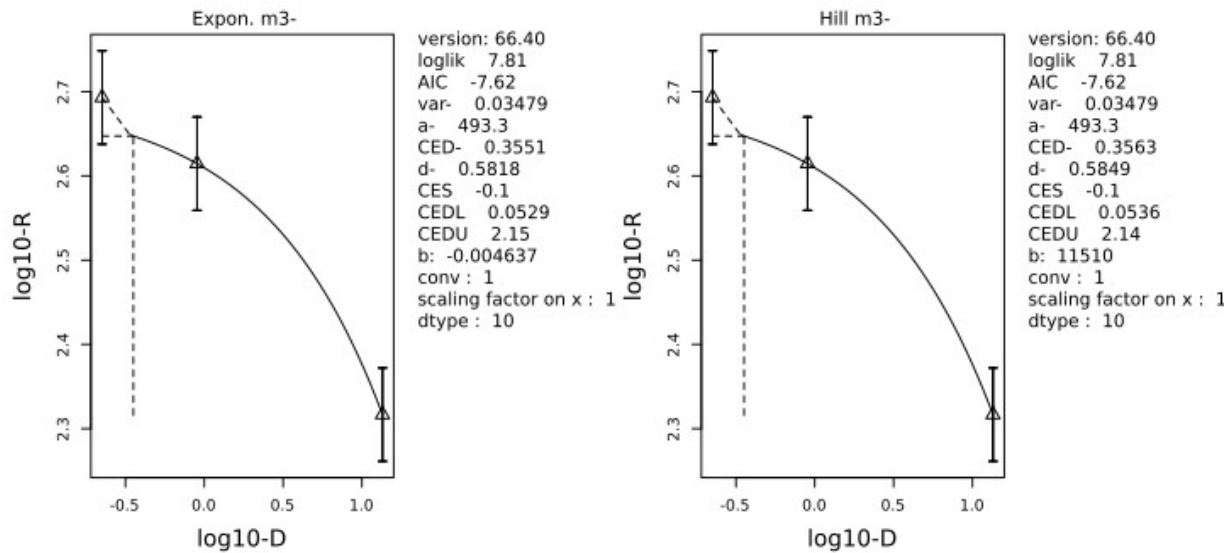 Expon. m3-
version: 66.40
loglik 7.81
AIC -7.62
var- 0.03479
a- 493.3
CED- 0.3551
d- 0.5818
CES -0.1
CEDL 0.0529
CEDU 2.15
b: -0.004637
conv : 1
scaling factor on x : 1
dtype : 10
log10-R
2.7
2.6
2.5
2.4
2.3
-0.5 0.0 0.5 1.0
log10-D
Hill m3-
version: 66.40
loglik 7.81
AIC -7.62
var- 0.03479
a- 493.3
CED- 0.3563
d- 0.5849
CES -0.1
CEDL 0.0536
CEDU 2.14
b: 11510
conv : 1
scaling factor on x : 1
dtype : 10
log10-R
2.7
2.6
2.5
2.4
2.3
-0.5 0.0 0.5 1.0
log10-D